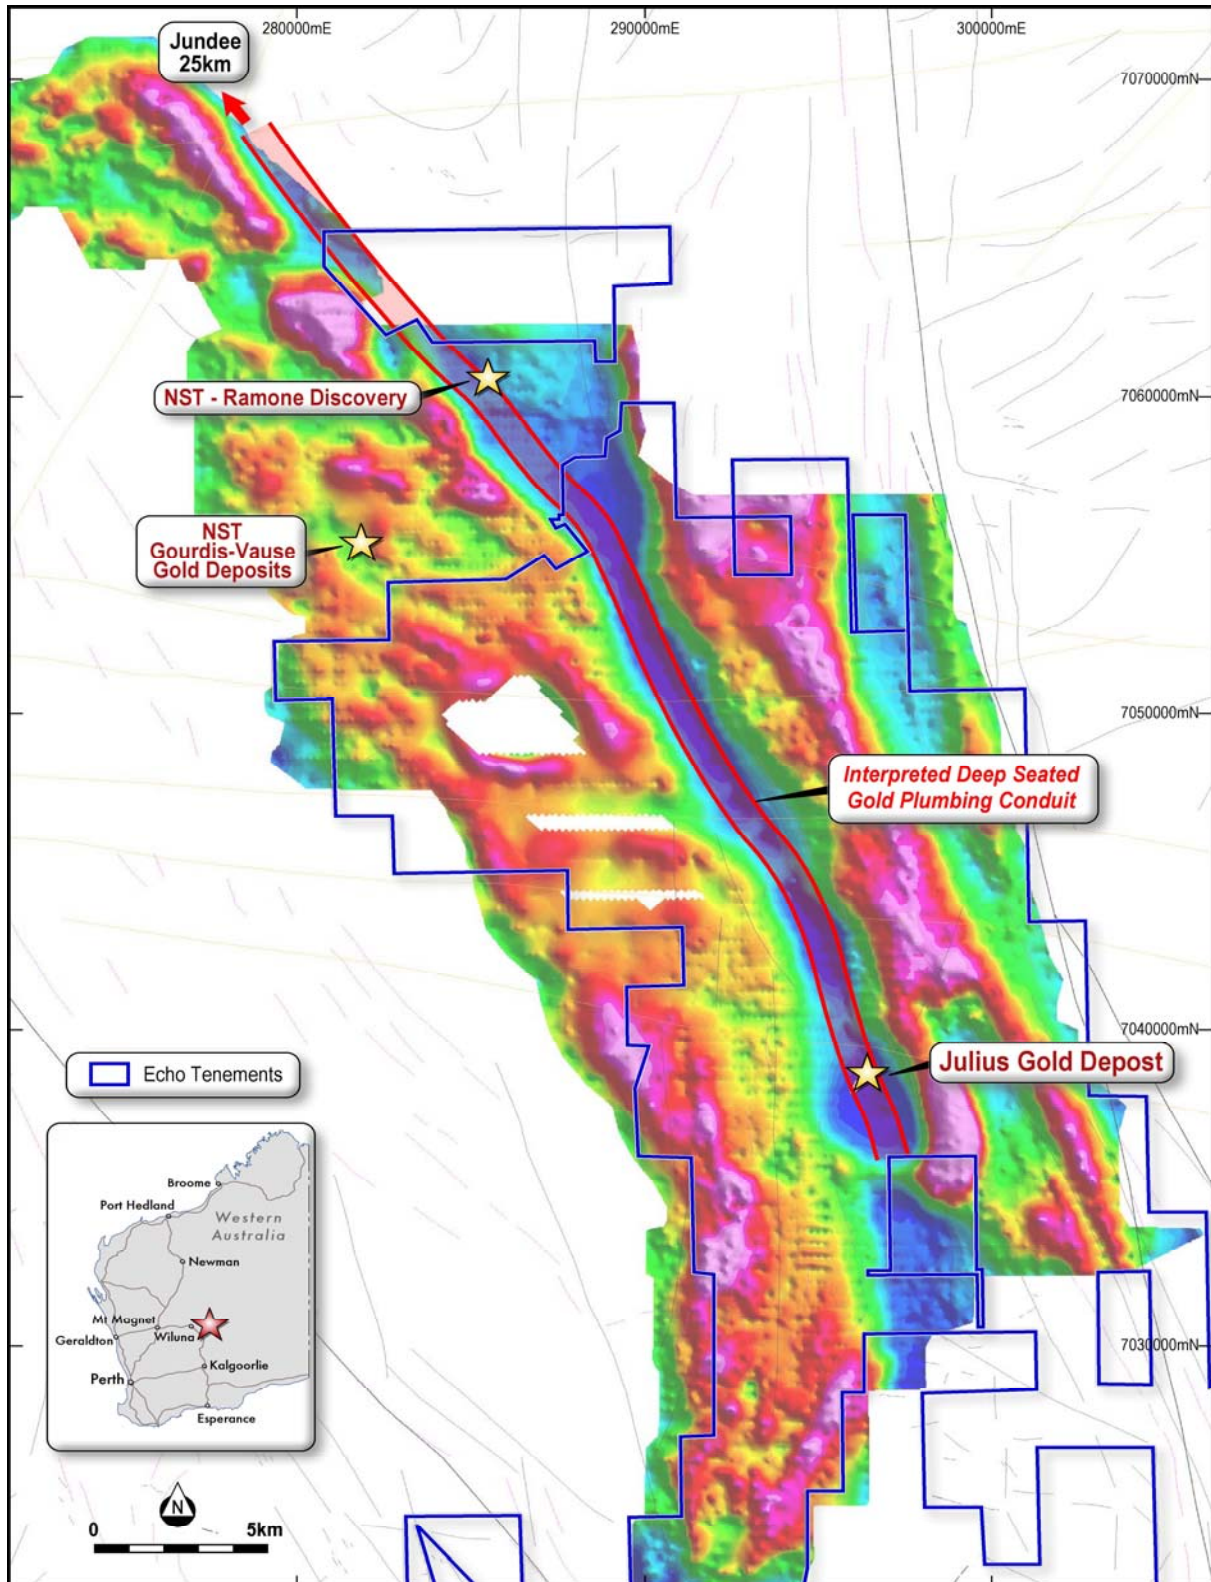 280000mE
290000mE
300000mE
Jundee
25km
7070000mN
NST - Ramone Discovery
7060000mN
NST
Gourdis-Vause
Gold Deposits
7050000mN
Interpreted Deep Seated
Gold Plumbing Conduit
7040000mN
Julius Gold Depost
Echo Tenements
Broome
Port Hedland
Western
Australia
Newman
Mt Magnet
Wiluna
Geraldton
Kalgoorlie
Perth
Esperance
7030000mN
N
0
5km